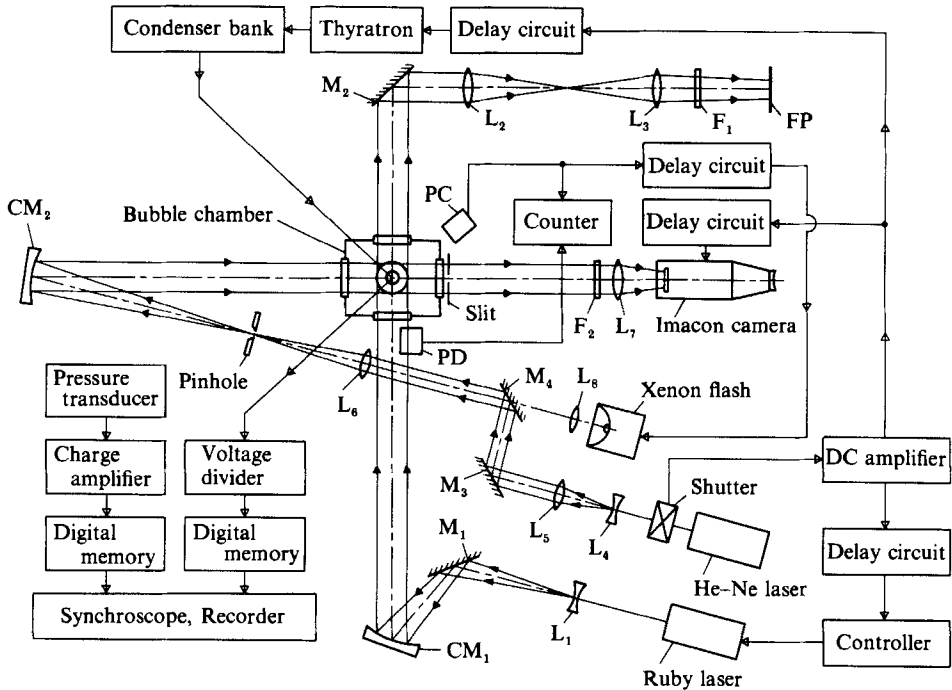 Condenser bank
Thyratron
Delay circuit
M2
L2
L3
F1
FP
PC
Delay circuit
CM2
Bubble chamber
Counter
Delay circuit
Slit
F2
L7
Imacon camera
Pinhole
L6
PD
M4
L8
Xenon flash
Pressure
transducer
Charge
amplifier
Voltage
divider
M3
L5
L4
Shutter
DC amplifier
Digital
memory
Digital
memory
M1
He–Ne laser
Delay circuit
Synchroscope, Recorder
L1
CM1
Ruby laser
Controller